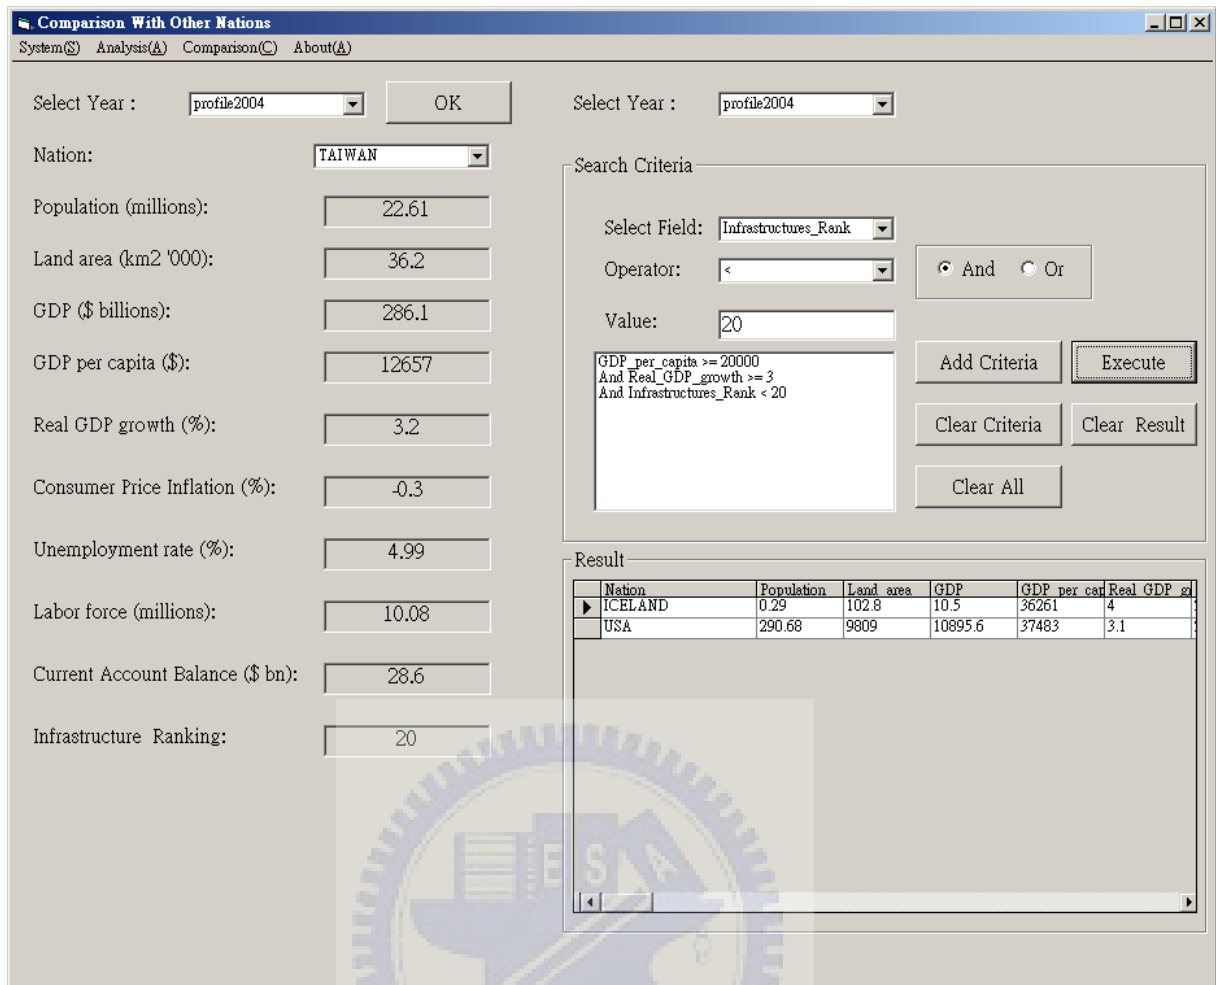 Comparison With Other Nations
System(S) Analysis(A) Comparison(C) About(A)
Select Year : profile2004 OK
Nation: TAIWAN
Population (millions): 22.61
Land area (km2 '000): 36.2
GDP ($ billions): 286.1
GDP per capita ($): 12657
Real GDP growth (%): 3.2
Consumer Price Inflation (%): -0.3
Unemployment rate (%): 4.99
Labor force (millions): 10.08
Current Account Balance ($ bn): 28.6
Infrastructure Ranking: 20
Select Year : profile2004
Search Criteria
Select Field: Infrastructures_Rank
Operator: < And Or
Value: 20
GDP_per_capita >= 20000
And Real_GDP_growth >= 3
And Infrastructures_Rank < 20
Add Criteria Execute
Clear Criteria Clear Result
Clear All
Result
Nation Population Land_area GDP GDP_per_cap Real_GDP_g
ICELAND 0.29 102.8 10.5 36261 4
USA 290.68 9809 10895.6 37483 3.1
E S A